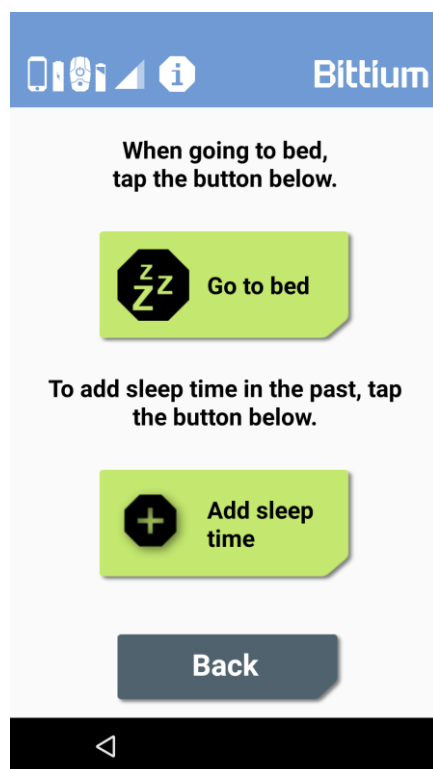 Bittium
When going to bed,
tap the button below.
z
z Z
Go to bed
To add sleep time in the past, tap
the button below.
Add sleep
time
Back